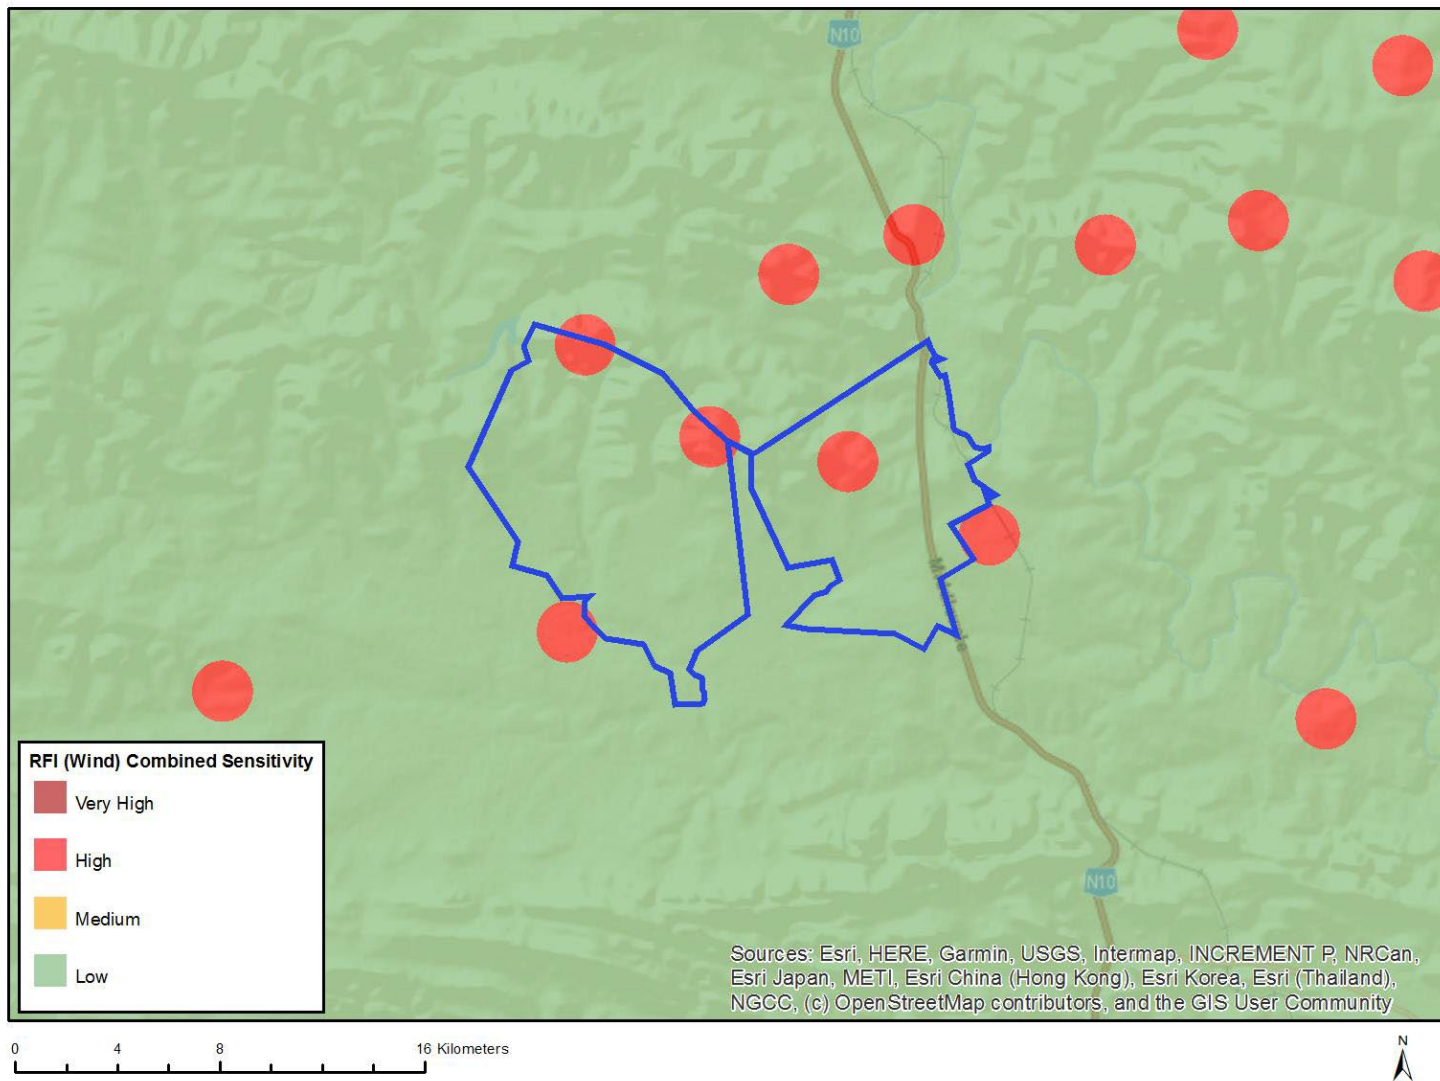 N10
N10
RFI (Wind) Combined Sensitivity
Very High
High
Medium
Low
Sources: Esri, HERE, Garmin, USGS, Intermap, INCREMENT P, NRCan,
Esri Japan, METI, Esri China (Hong Kong), Esri Korea, Esri (Thailand),
NGCC, (c) OpenStreetMap contributors, and the GIS User Community
0 4 8 16 Kilometers
N